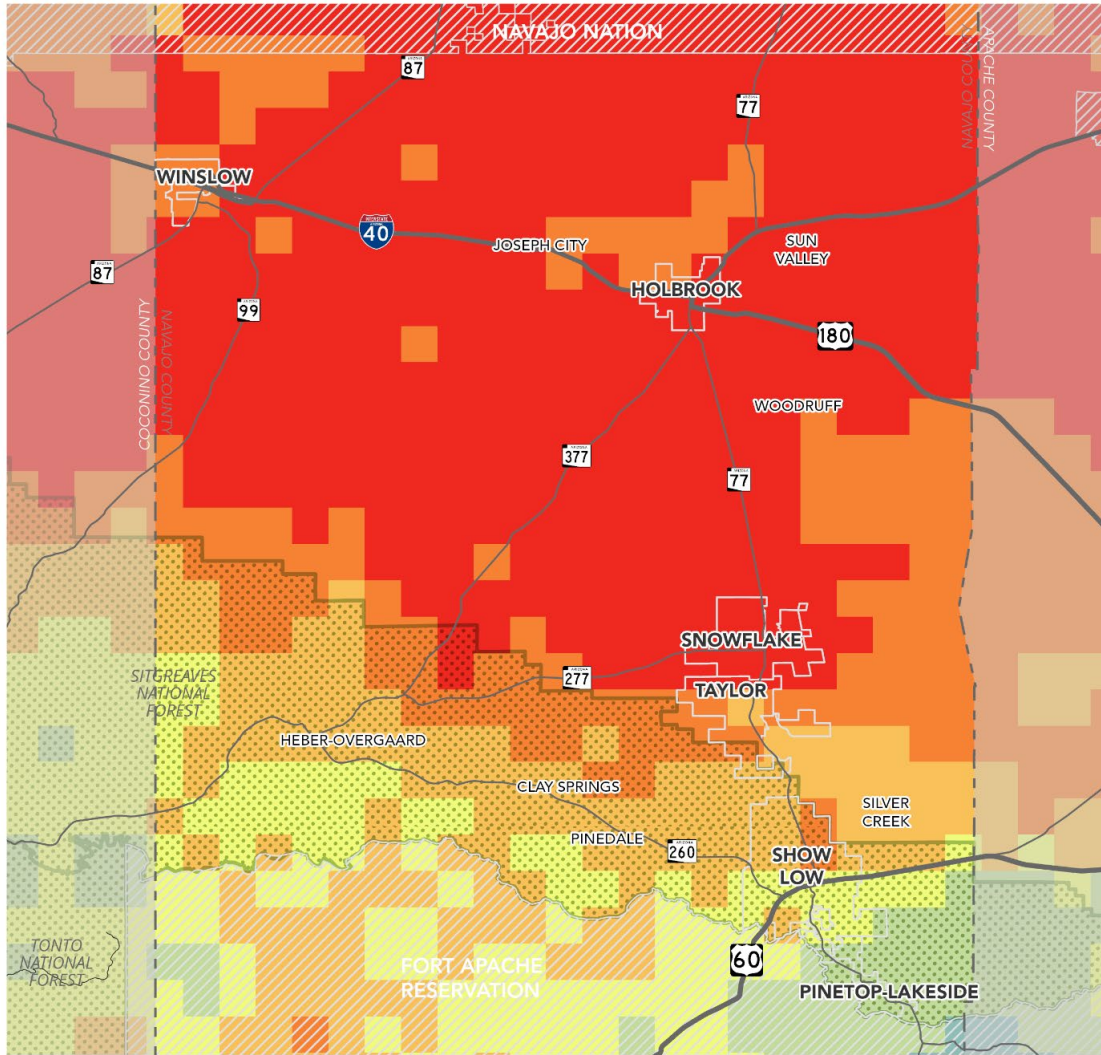 NAVAJO NATION
87
77
APACHE COUNTY
NAVAJO COUNTY
WINSLOW
INTERSTATE
40
JOSEPH CITY
SUN
VALLEY
87
HOLBROOK
99
180
COCONINO COUNTY
NAVAJO COUNTY
WOODRUFF
377
77
SNOWFLAKE
277
TAYLOR
SITGREAVES
NATIONAL
FOREST
HEBER-OVERGAARD
CLAY SPRINGS
SILVER
CREEK
PINEDALE
260
SHOW
LOW
TONTO
NATIONAL
FOREST
FORT APACHE
RESERVATION
60
PINETOP-LAKESIDE